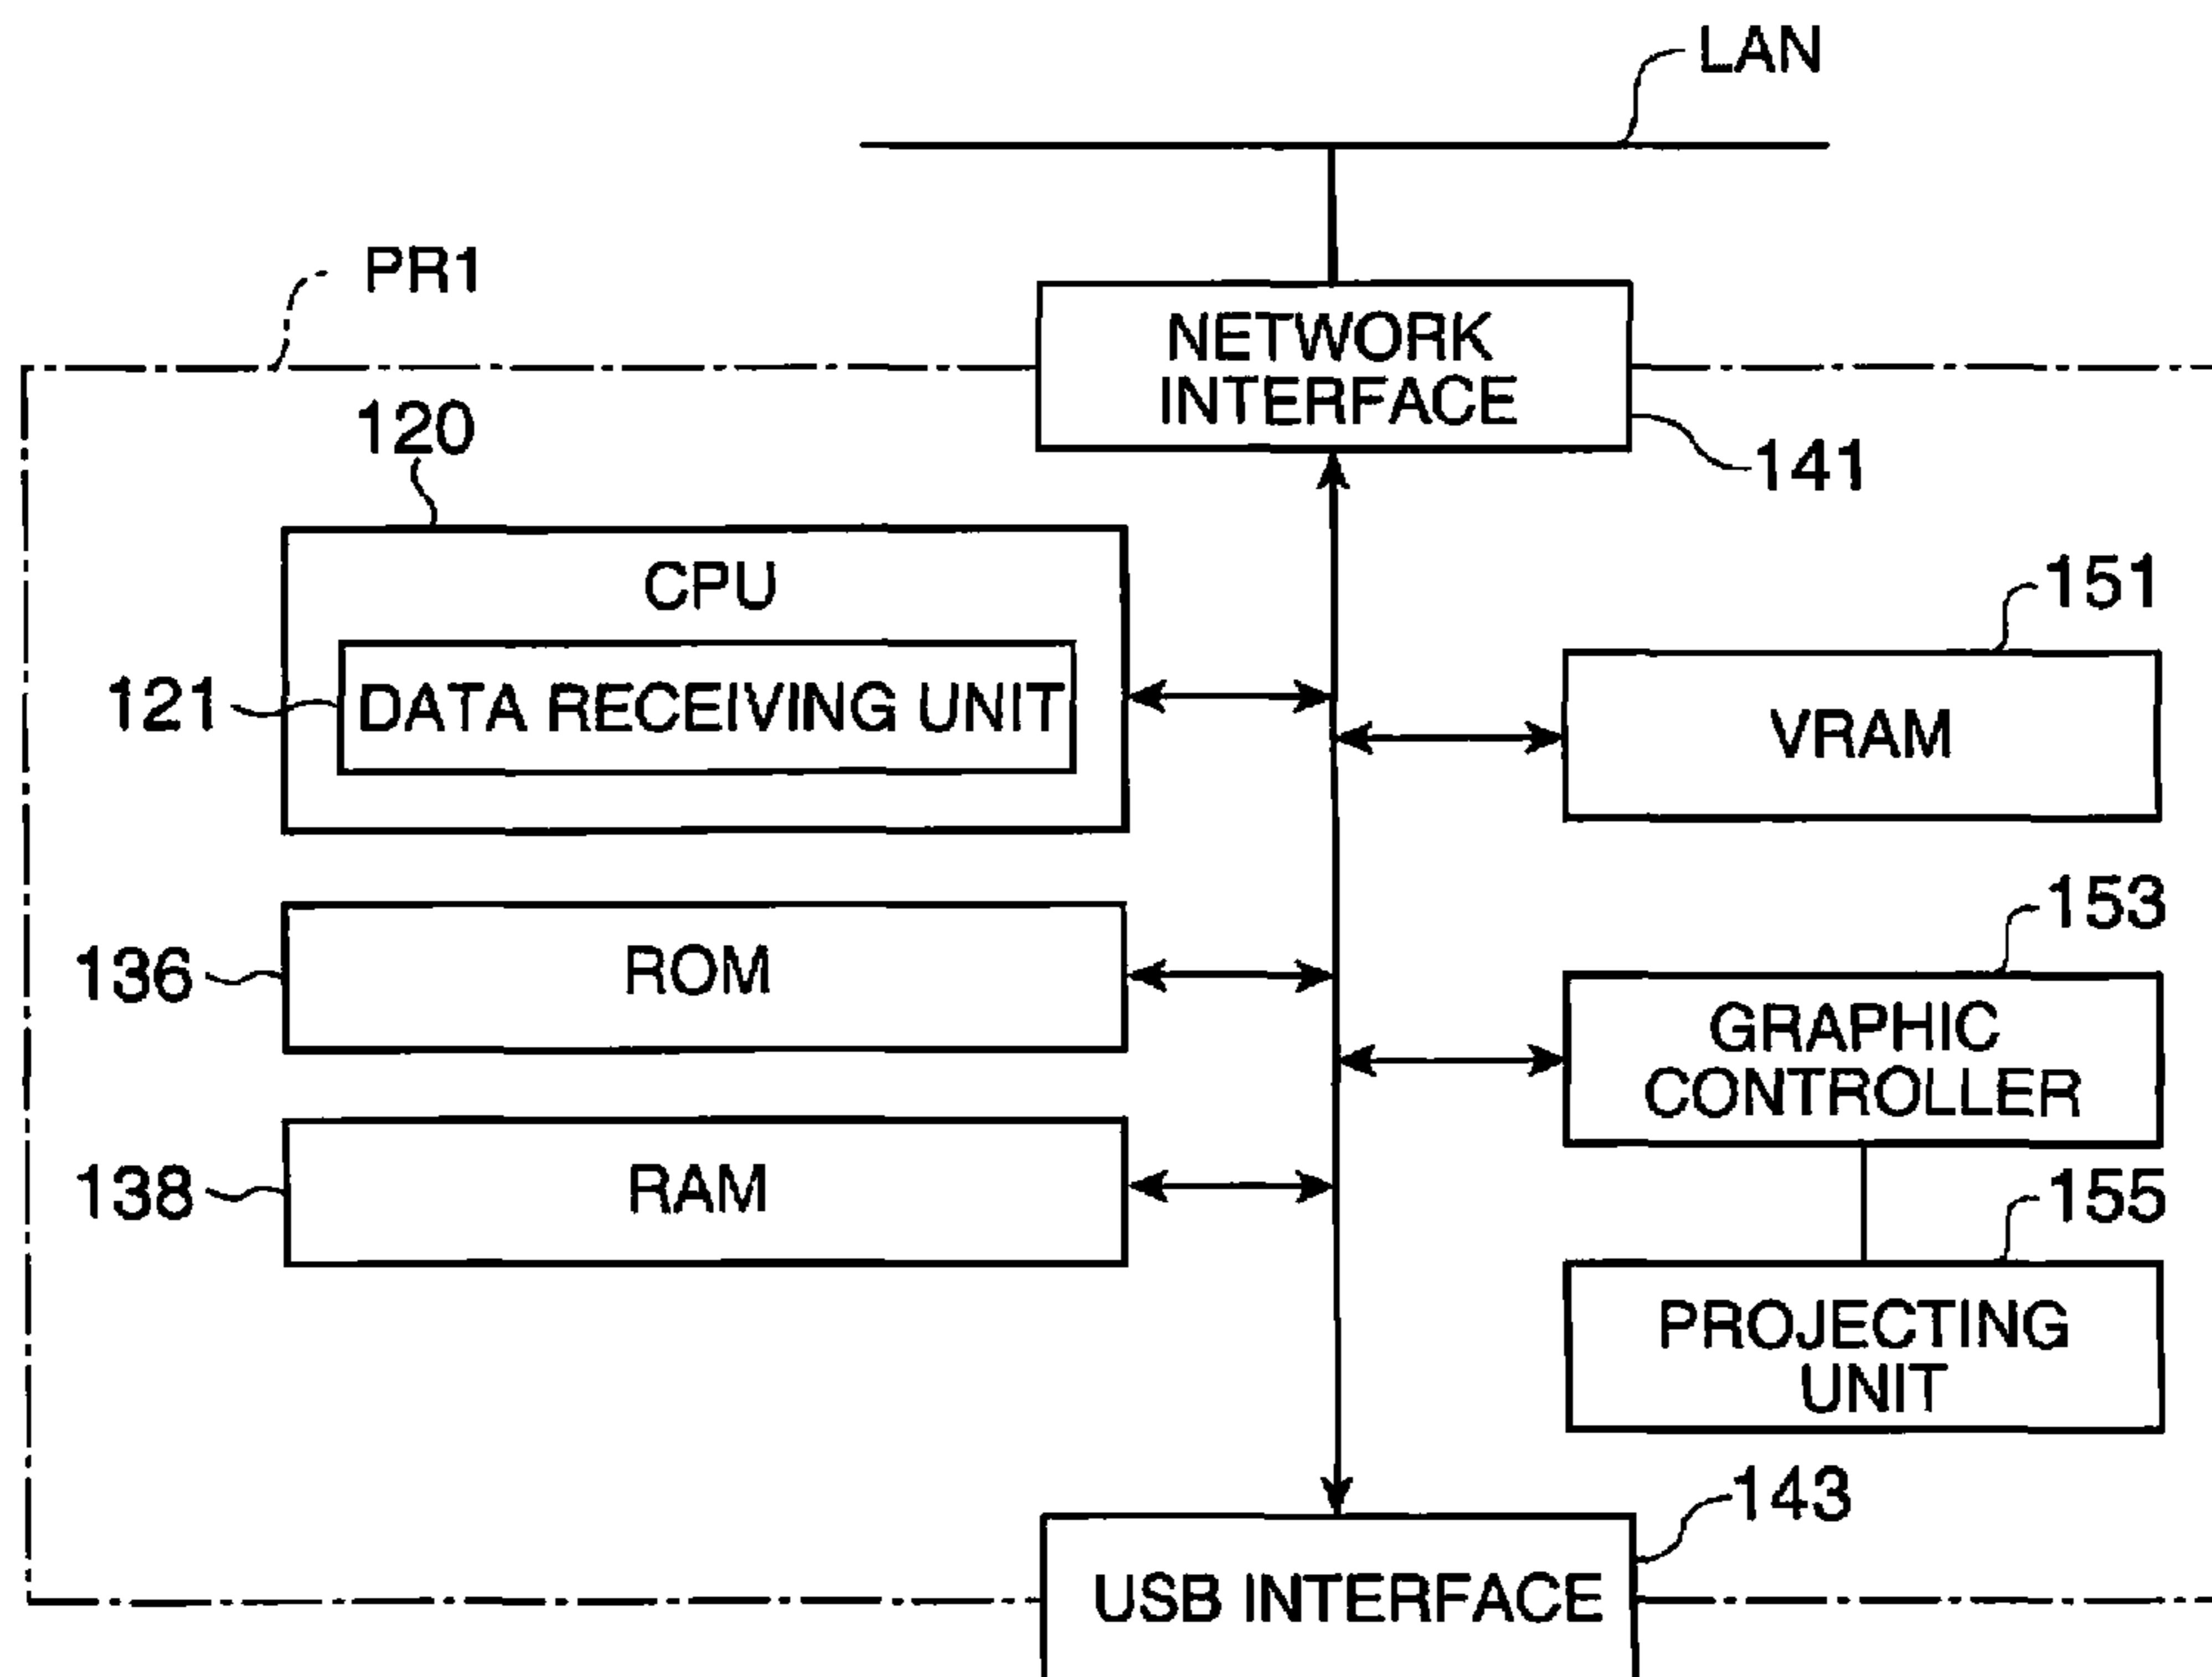 LAN
PR1
NETWORK
INTERFACE
141
120
CPU
121
DATA RECEIVING UNIT
151
VRAM
136
ROM
153
GRAPHIC
CONTROLLER
138
RAM
155
PROJECTING
UNIT
143
USB INTERFACE